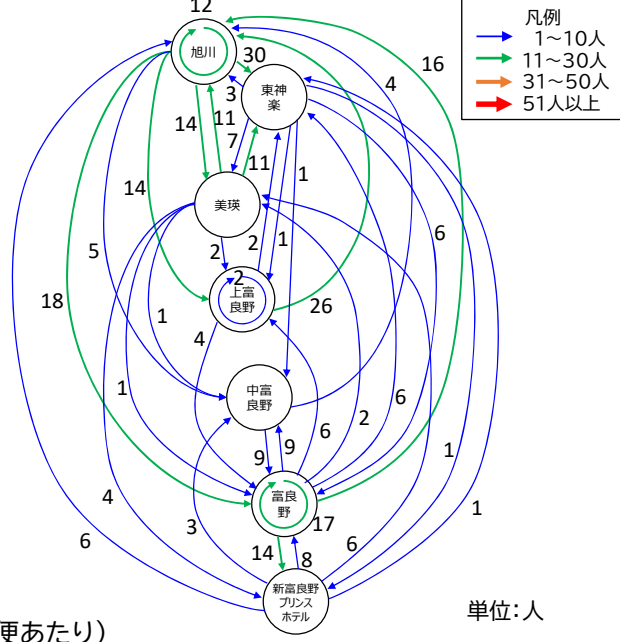 12
凡例
1～10人
11～30人
31～50人
51人以上
旭川
30
16
東神
楽
3
4
14
11
7
11
1
14
美瑛
6
5
2
2
1
2
上富
良野
18
26
1
4
中富
良野
1
2
6
6
9
9
1
富良
野
17
4
3
1
6
14
8
6
新富良野
プリンス
ホテル
単位：人
便あたり）